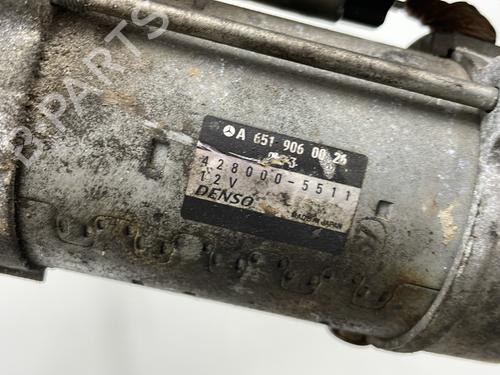 B-PARTS
A 651 906 00 26
428000-5511
12V
DENSO
MADE IN JAPAN